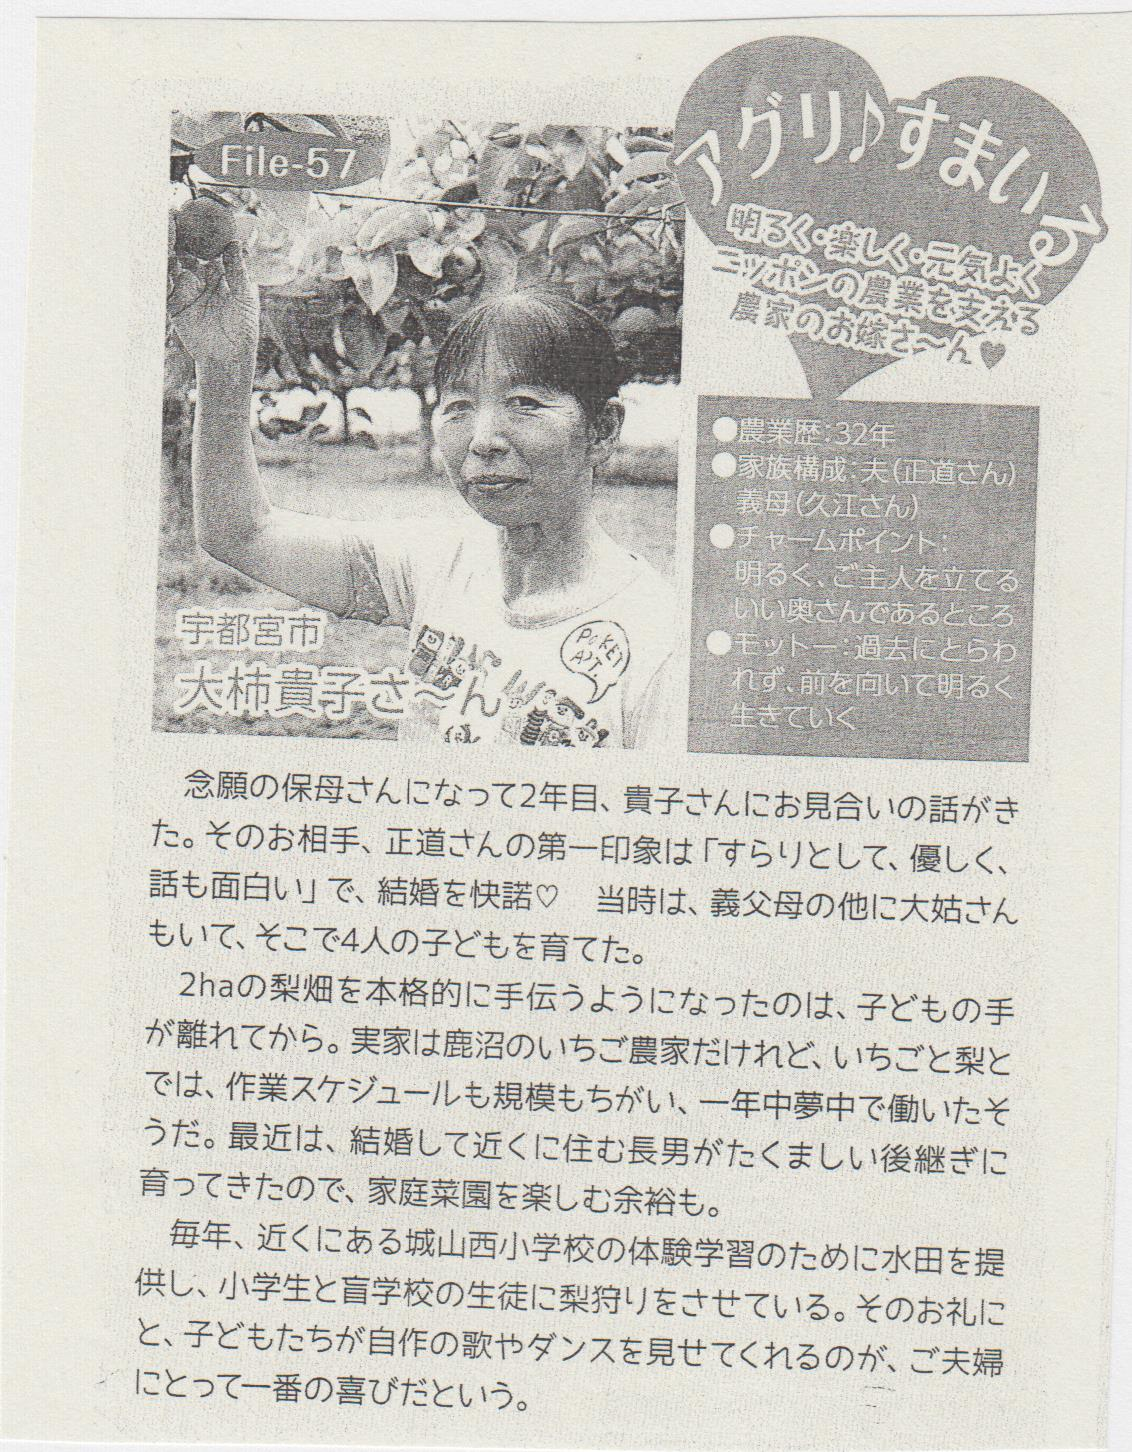 File-57
アグリ♪すまいる
明るく・楽しく・元気よく
ニッポンの農業を支える
農家のお嫁さ〜ん♥
●農業歴：32年
●家族構成：夫（正道さん）
義母（久江さん）
●チャームポイント：
明るく、ご主人を立てる
いい奥さんであるところ
●モットー：過去にとらわ
れず、前を向いて明るく
生きていく
POKET
APT.
宇都宮市
大柿貴子さ〜ん
念願の保母さんになって2年目、貴子さんにお見合いの話がき
た。そのお相手、正道さんの第一印象は「すらりとして、優しく、
話も面白い」で、結婚を快諾♡　当時は、義父母の他に大姑さん
もいて、そこで4人の子どもを育てた。
2haの梨畑を本格的に手伝うようになったのは、子どもの手
が離れてから。実家は鹿沼のいちご農家だけれど、いちごと梨と
では、作業スケジュールも規模もちがい、一年中夢中で働いたそ
うだ。最近は、結婚して近くに住む長男がたくましい後継ぎに
育ってきたので、家庭菜園を楽しむ余裕も。
毎年、近くにある城山西小学校の体験学習のために水田を提
供し、小学生と盲学校の生徒に梨狩りをさせている。そのお礼に
と、子どもたちが自作の歌やダンスを見せてくれるのが、ご夫婦
にとって一番の喜びだという。